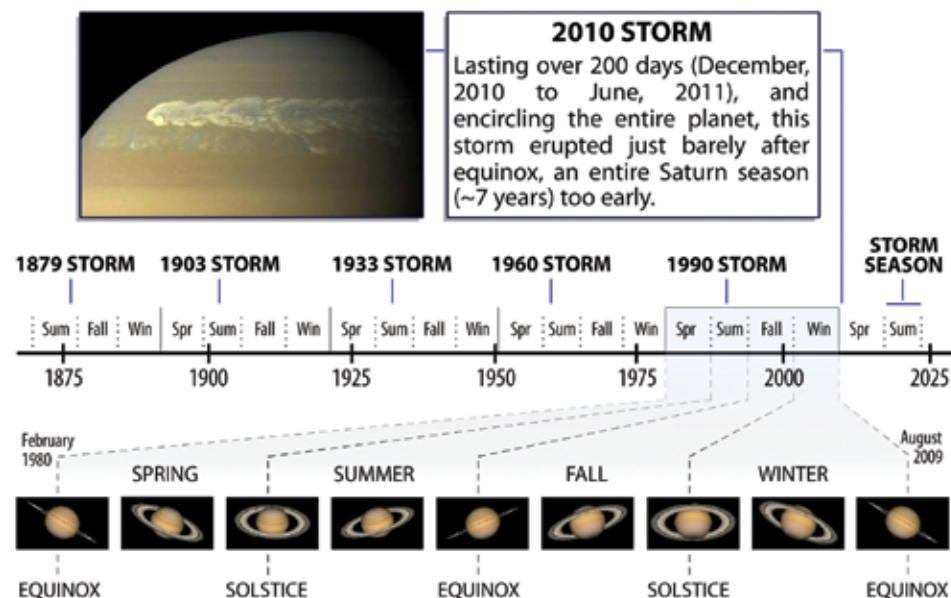 2010 STORM
Lasting over 200 days (December,
2010 to June, 2011), and
encircling the entire planet, this
storm erupted just barely after
equinox, an entire Saturn season
(~7 years) too early.
1879 STORM 1903 STORM 1933 STORM 1960 STORM 1990 STORM STORM
SEASON
Sum Fall Win Spr Sum Fall Win Spr Sum Fall Win Spr Sum Fall Win Spr Sum Fall Win Spr Sum
1875 1900 1925 1950 1975 2000 2025
February
1980
August
2009
SPRING SUMMER FALL WINTER
EQUINOX SOLSTICE EQUINOX SOLSTICE EQUINOX